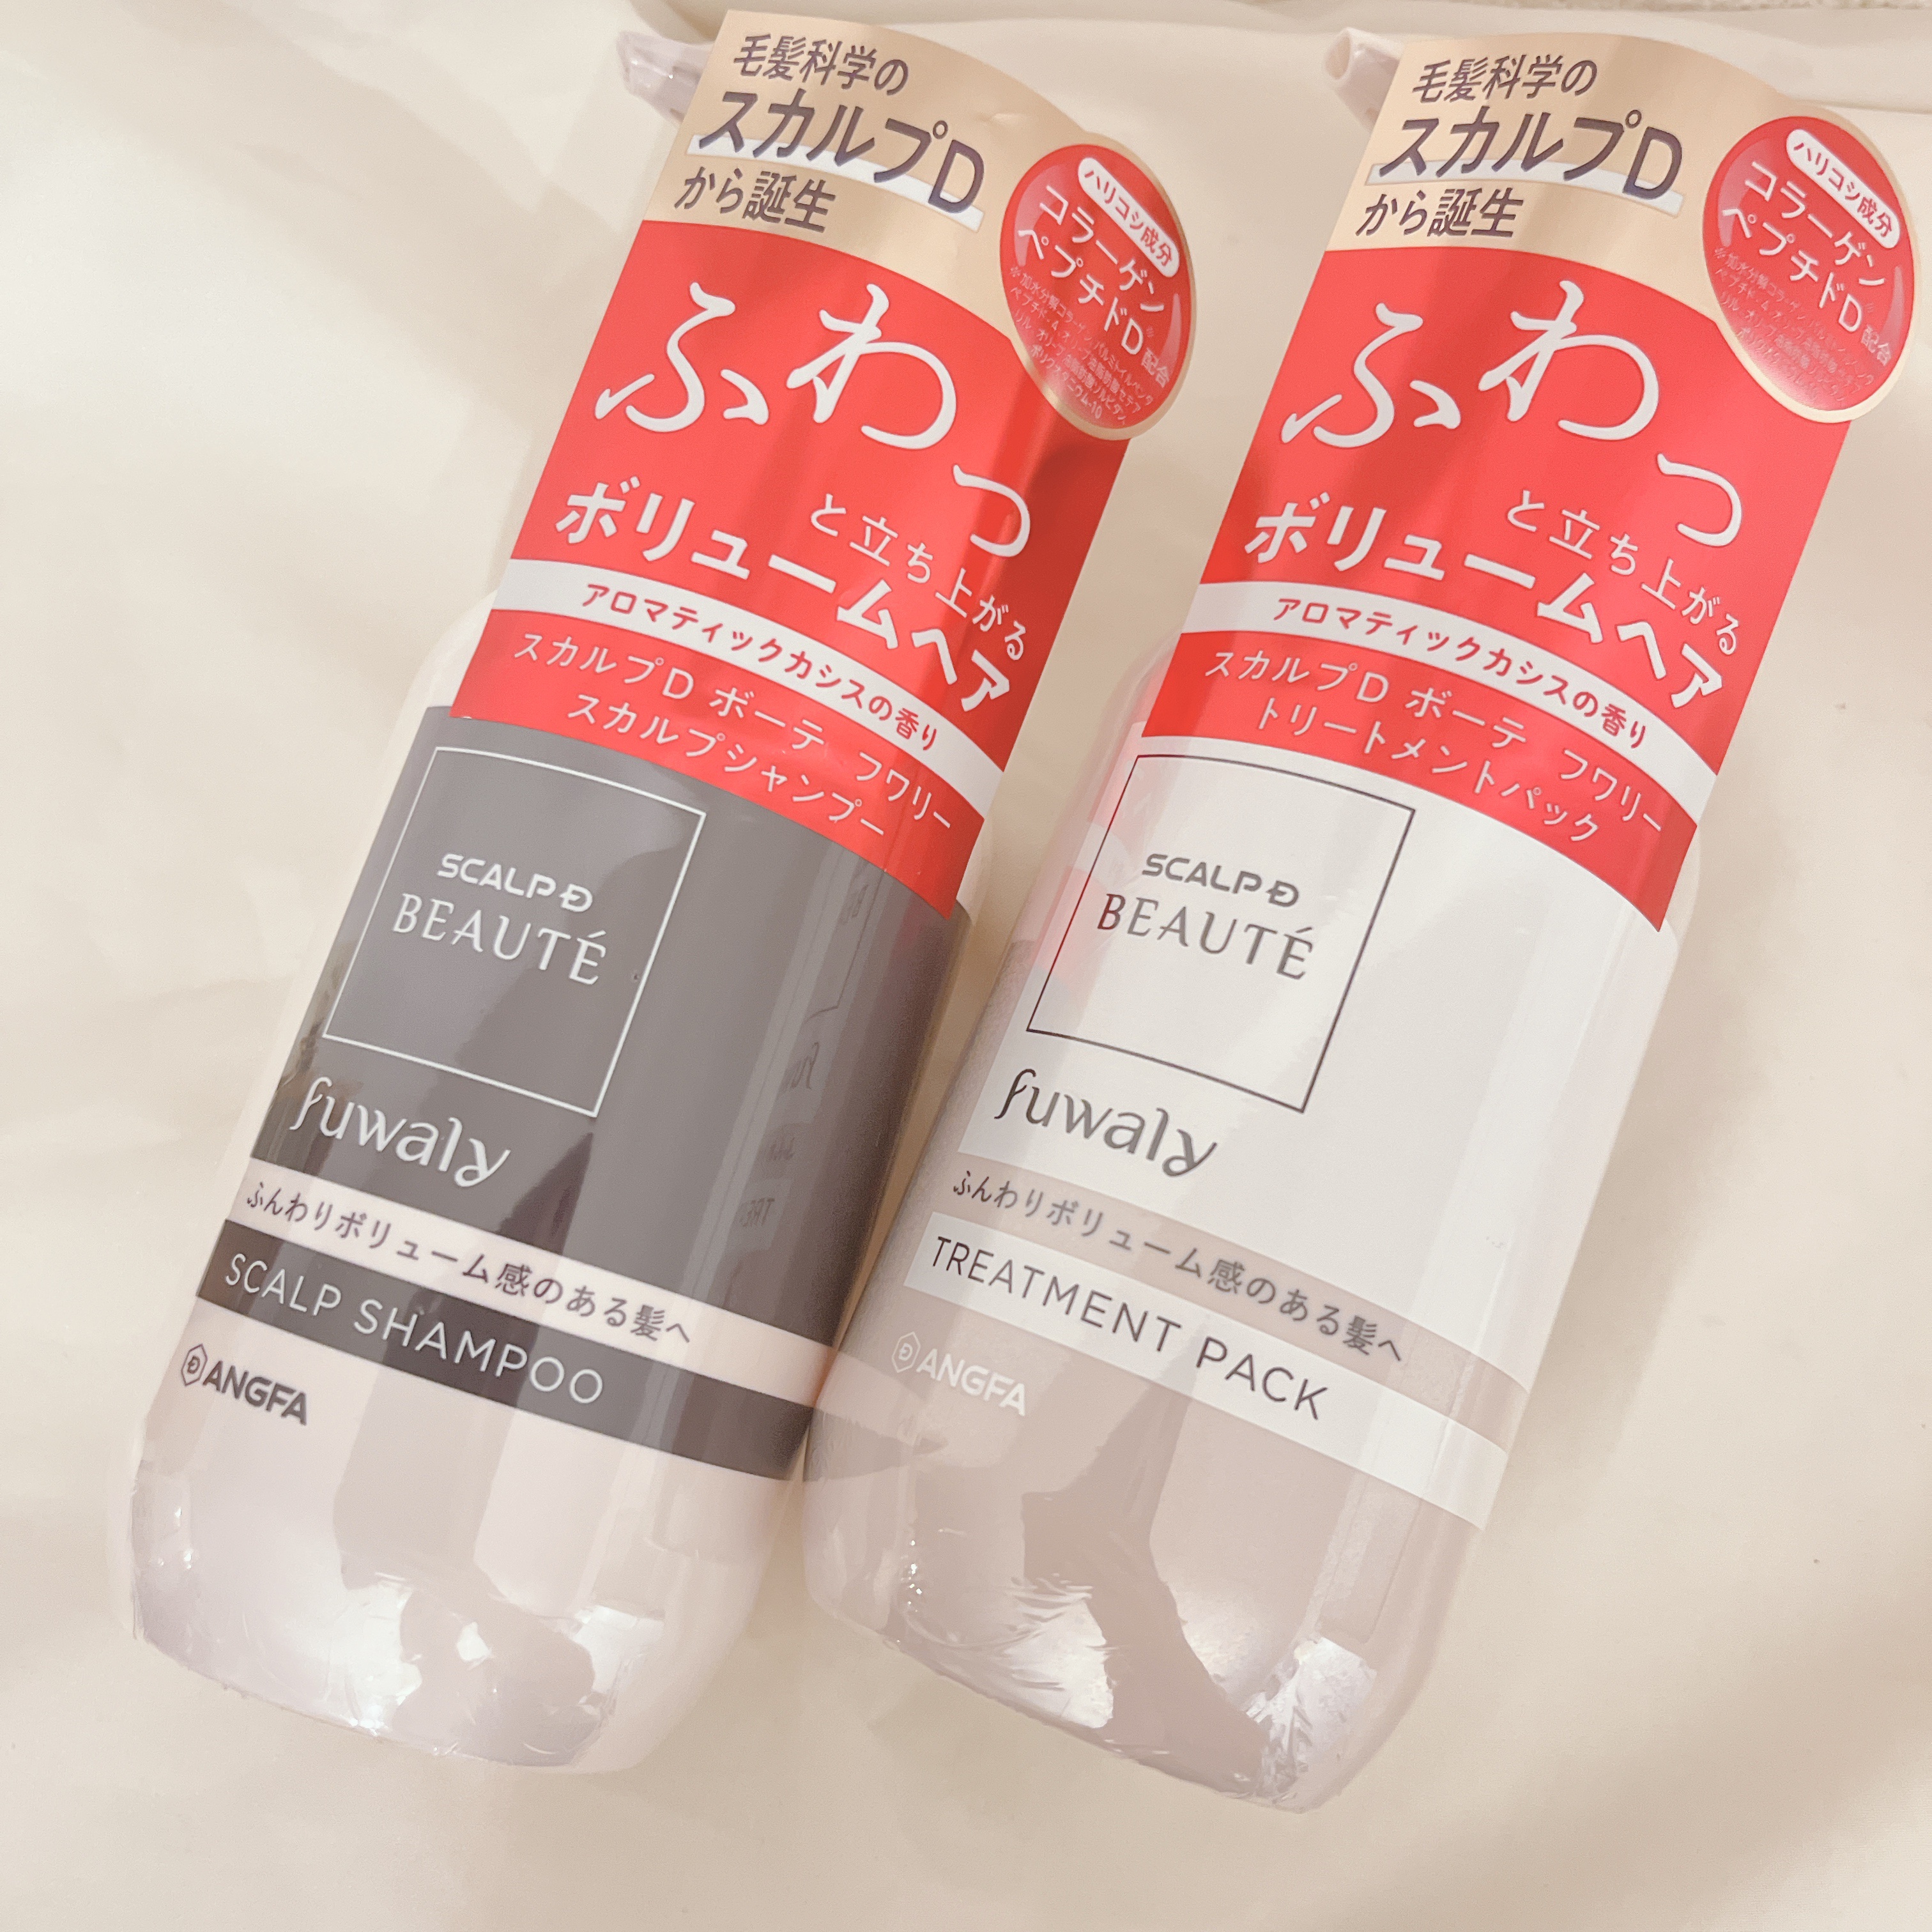 毛髪科学の
スカルプD
から誕生
ハリコシ成分
コラーゲン
ペプチドD※
配合
ふわっ
と立ち上がる
ボリュームヘア
アロマティックカシスの香り
スカルプD ボーテ フワリー
スカルプシャンプー
SCALP D
BEAUTÉ
fuwaly
ふんわりボリューム感のある髪へ
SCALP SHAMPOO
ANGFA
毛髪科学の
スカルプD
から誕生
ハリコシ成分
コラーゲン
ペプチドD※
配合
ふわっ
と立ち上がる
ボリュームヘア
アロマティックカシスの香り
スカルプD ボーテ フワリー
トリートメントパック
SCALP D
BEAUTÉ
fuwaly
ふんわりボリューム感のある髪へ
TREATMENT PACK
ANGFA